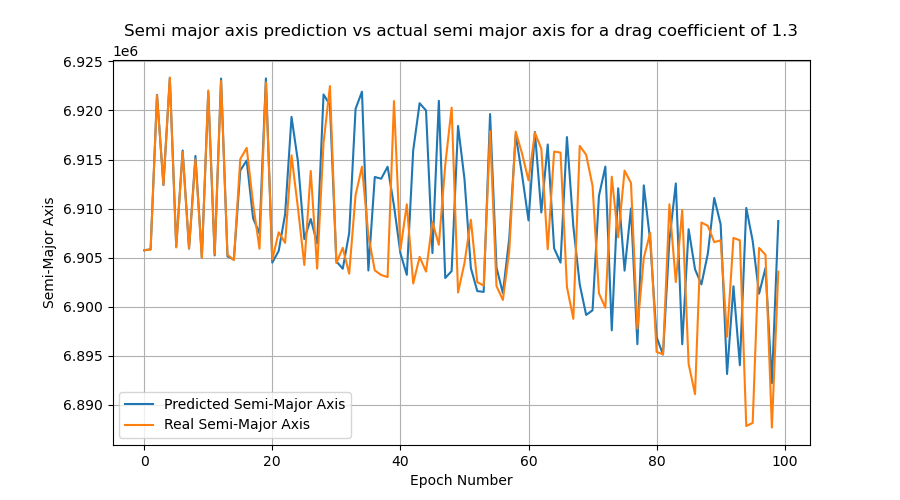 Semi major axis prediction vs actual semi major axis for a drag coefficient of 1.3
1e6
6.925
6.920
6.915
6.910
6.905
6.900
6.895
6.890
Semi-Major Axis
Predicted Semi-Major Axis
Real Semi-Major Axis
0 20 40 60 80 100
Epoch Number